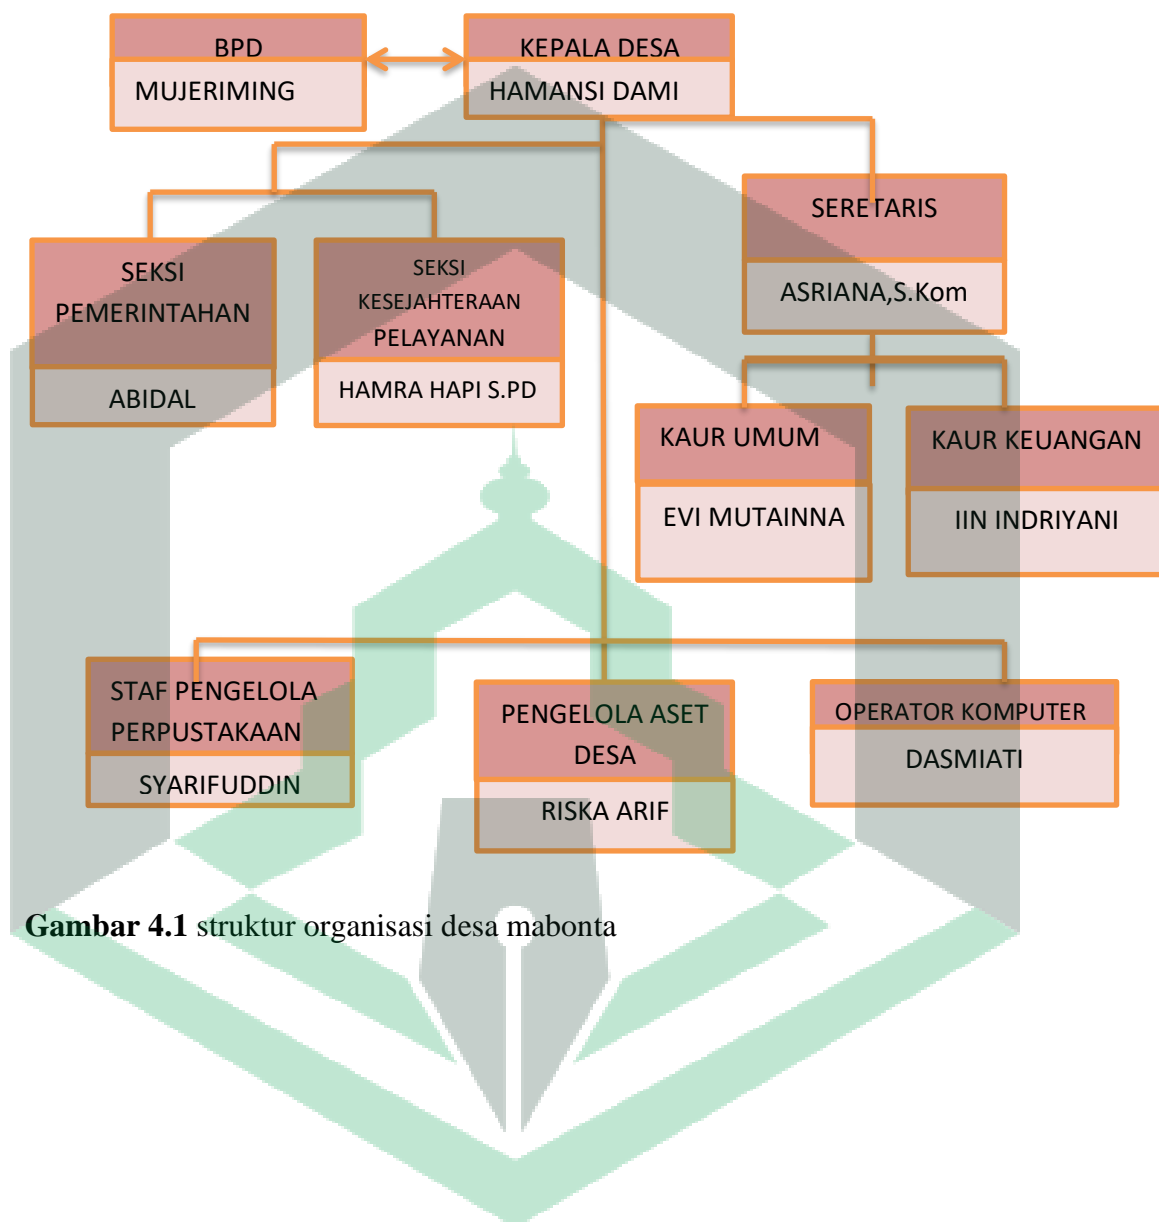 BPD
MUJERIMING
KEPALA DESA
HAMANSI DAMI
SERETARIS
ASRIANA,S.Kom
SEKSI
PEMERINTAHAN
ABIDAL
SEKSI
KESEJAHTERAAN
PELAYANAN
HAMRA HAPI S.PD
KAUR UMUM
EVI MUTAINNA
KAUR KEUANGAN
IIN INDRIYANI
STAF PENGELOLA
PERPUSTAKAAN
SYARIFUDDIN
PENGELOLA ASET
DESA
RISKA ARIF
OPERATOR KOMPUTER
DASMIATI
Gambar 4.1 struktur organisasi desa mabonta